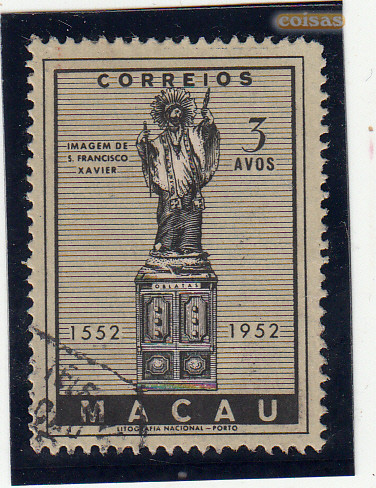 coisas
CORREIOS
IMAGEM DE
S. FRANCISCO
XAVIER
3
AVOS
OBLATAS
1552 1952
MACAU
LITOGRAFIA NACIONAL - PORTO